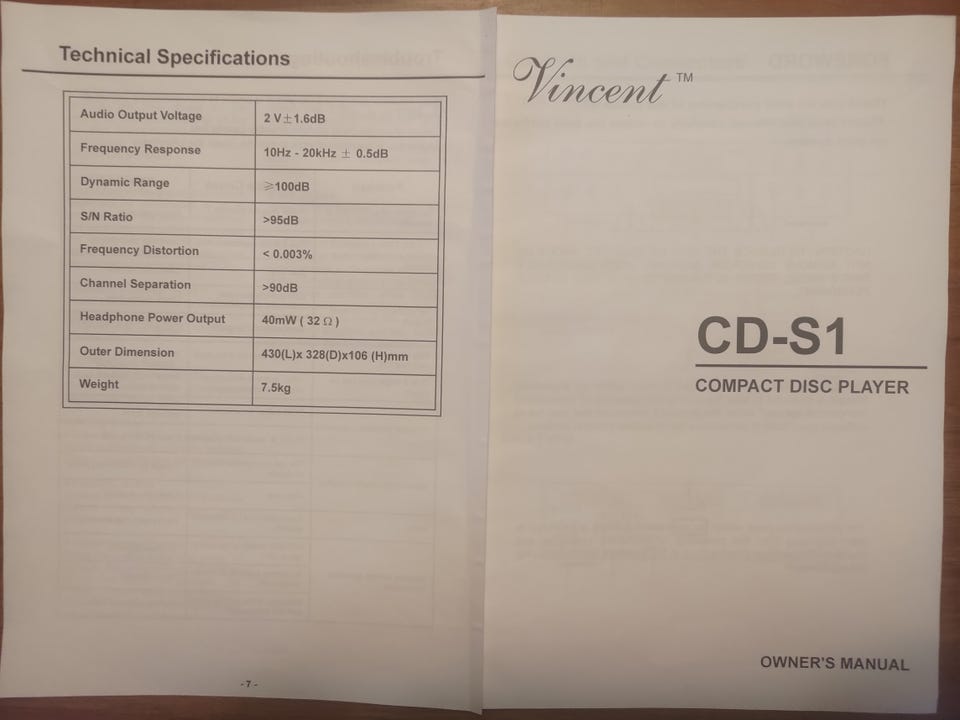 Technical Specifications
Audio Output Voltage 2 V±1.6dB
Frequency Response 10Hz - 20kHz ± 0.5dB
Dynamic Range ⩾100dB
S/N Ratio >95dB
Frequency Distortion < 0.003%
Channel Separation >90dB
Headphone Power Output 40mW ( 32 Ω )
Outer Dimension 430(L)x 328(D)x106 (H)mm
Weight 7.5kg
- 7 -
Vincent ™
CD-S1
COMPACT DISC PLAYER
OWNER'S MANUAL